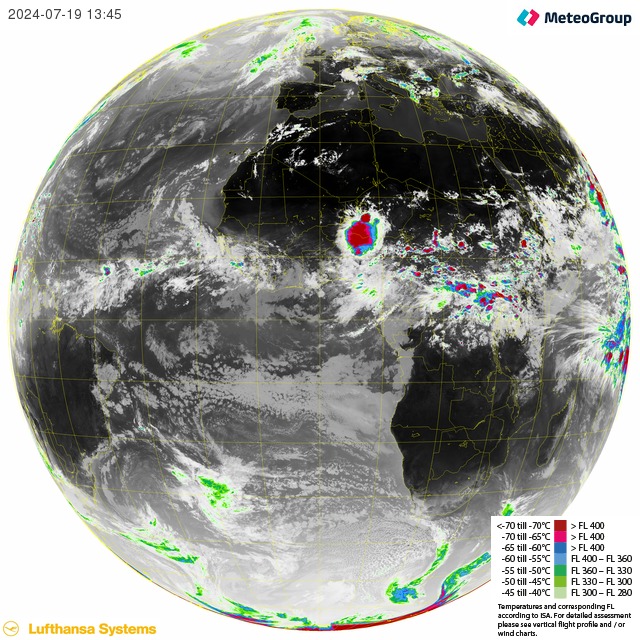 2024-07-19 13:45
MeteoGroup
<-70 till -70°C > FL 400
-70 till -65°C > FL 400
-65 till -60°C > FL 400
-60 till -55°C FL 400 – FL 360
-55 till -50°C FL 360 – FL 330
-50 till -45°C FL 330 – FL 300
-45 till -40°C FL 300 – FL 280
Temperatures and corresponding FL
according to ISA. For detailed assessment
please see vertical flight profile and / or
wind charts.
Lufthansa Systems